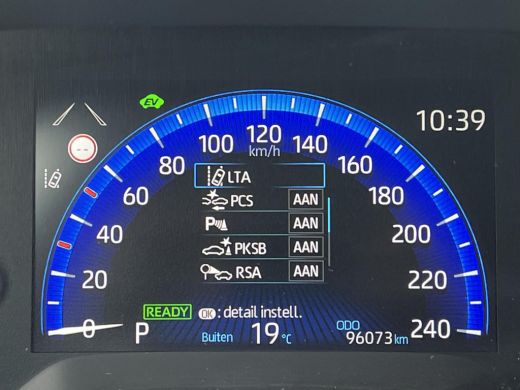 EV
10:39
0 20 40 60 80 100 120 140 160 180 200 220 240
km/h
LTA
PCS AAN
P AAN
PKSB AAN
RSA AAN
READY OK : detail instell.
P Buiten 19 °C ODO 96073 km